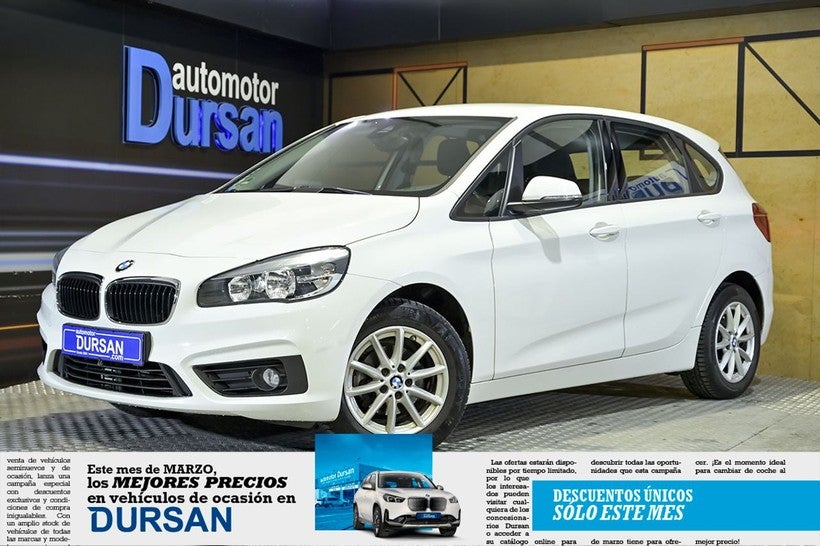 automotor
Dursan
automotor
DURSAN
.com
venta de vehículos
seminuevos y de
ocasión, lanza una
campaña especial
con descuentos
exclusivos y condi-
ciones de compra
inigualables. Con
un amplio stock de
vehículos de todas
las marcas y mode-
Este mes de MARZO,
los MEJORES PRECIOS
en vehículos de ocasión en
DURSAN
automotor Dursan
Las ofertas estarán dispo-
nibles por tiempo limitado,
por lo que
los interesa-
dos pueden
visitar cual-
quiera de los
concesiona-
rios Dursan
o acceder a
su catálogo online para
descubrir todas las oportu-
nidades que esta campaña
cer. ¡Es el momento ideal
para cambiar de coche al
DESCUENTOS ÚNICOS
SÓLO ESTE MES
de marzo tiene para ofre-
mejor precio!